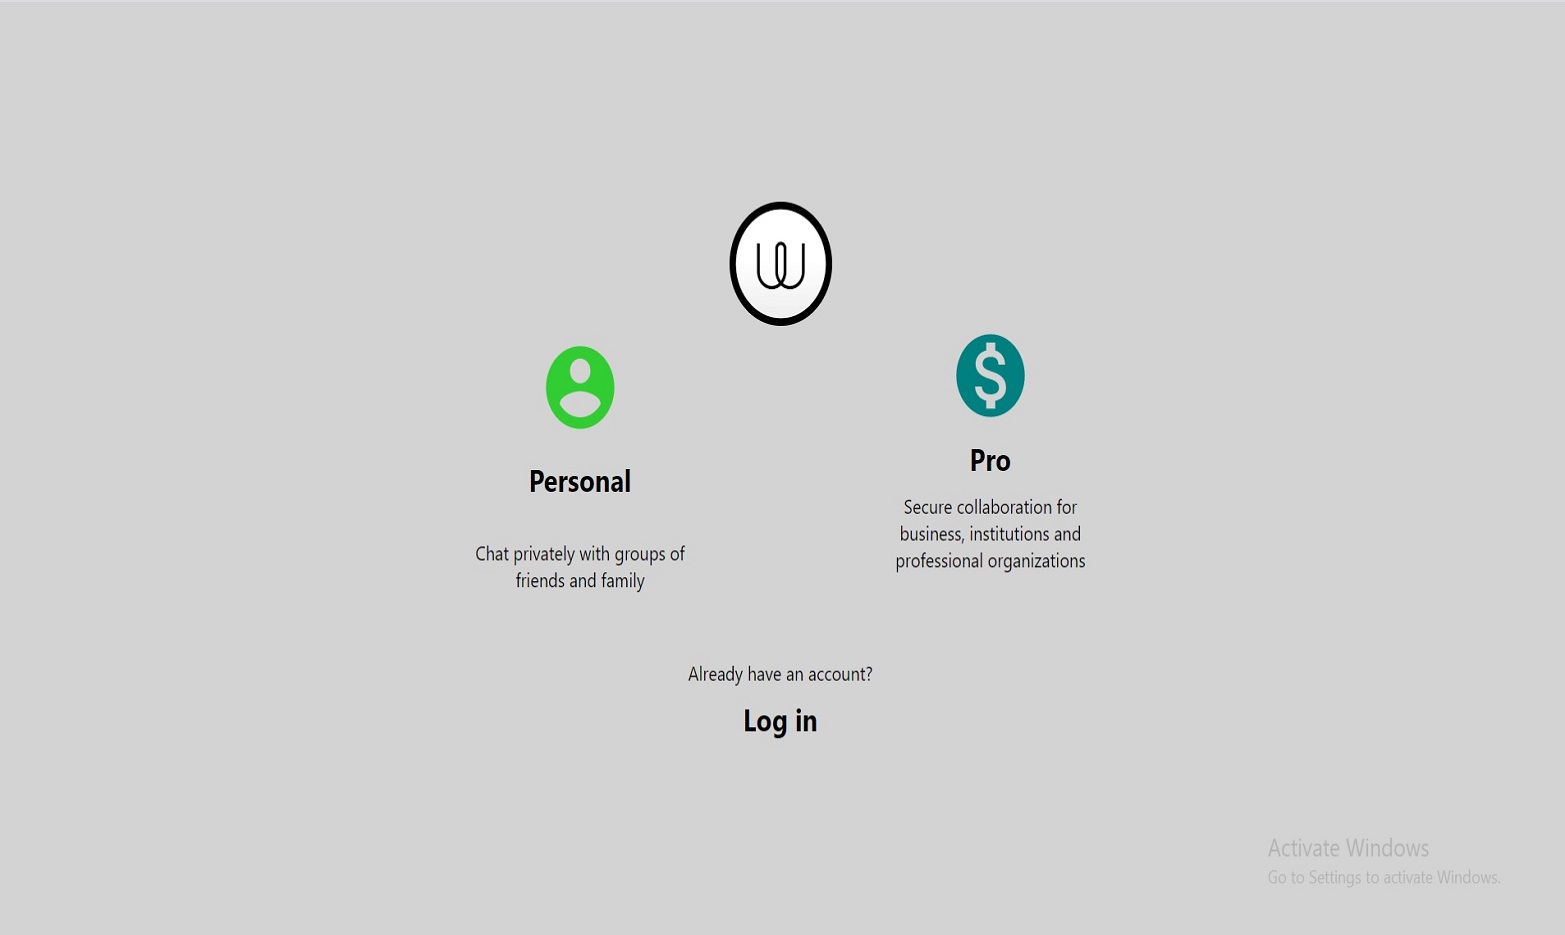 Personal
Chat privately with groups of
friends and family
Pro
Secure collaboration for
business, institutions and
professional organizations
Already have an account?
Log in
Activate Windows
Go to Settings to activate Windows.